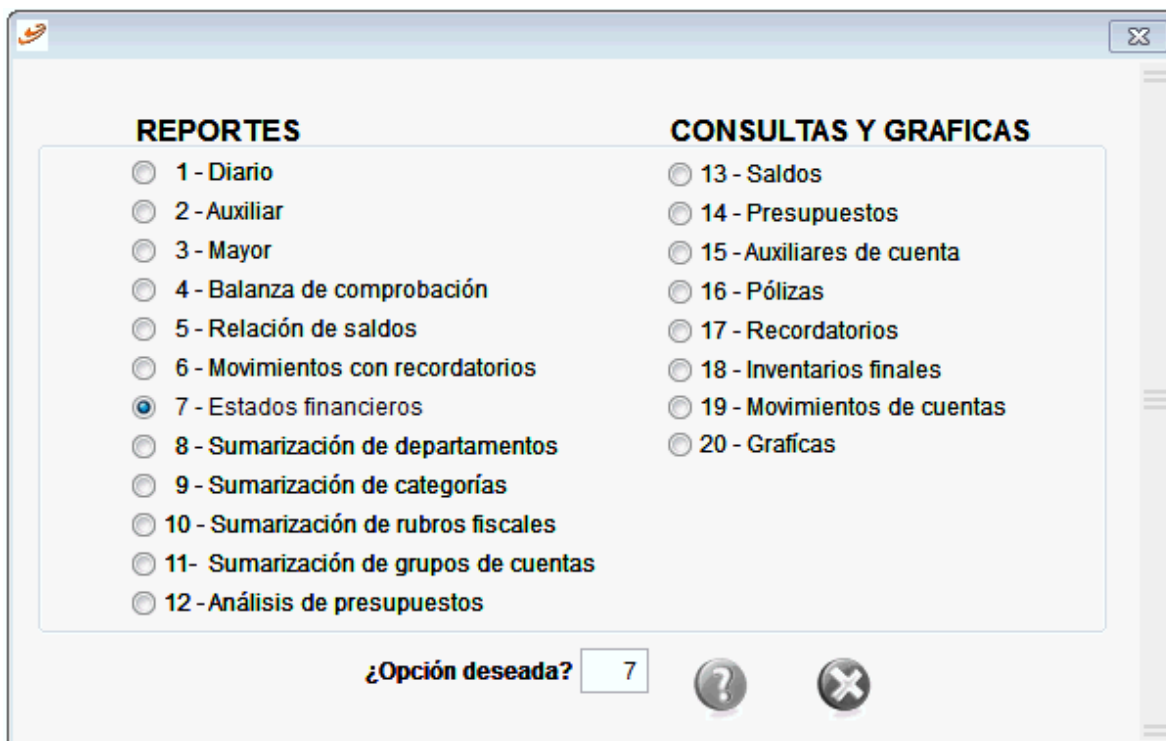 REPORTES
1 - Diario
2 - Auxiliar
3 - Mayor
4 - Balanza de comprobación
5 - Relación de saldos
6 - Movimientos con recordatorios
7 - Estados financieros
8 - Sumarización de departamentos
9 - Sumarización de categorías
10 - Sumarización de rubros fiscales
11- Sumarización de grupos de cuentas
12 - Análisis de presupuestos
CONSULTAS Y GRAFICAS
13 - Saldos
14 - Presupuestos
15 - Auxiliares de cuenta
16 - Pólizas
17 - Recordatorios
18 - Inventarios finales
19 - Movimientos de cuentas
20 - Grafícas
¿Opción deseada? 7